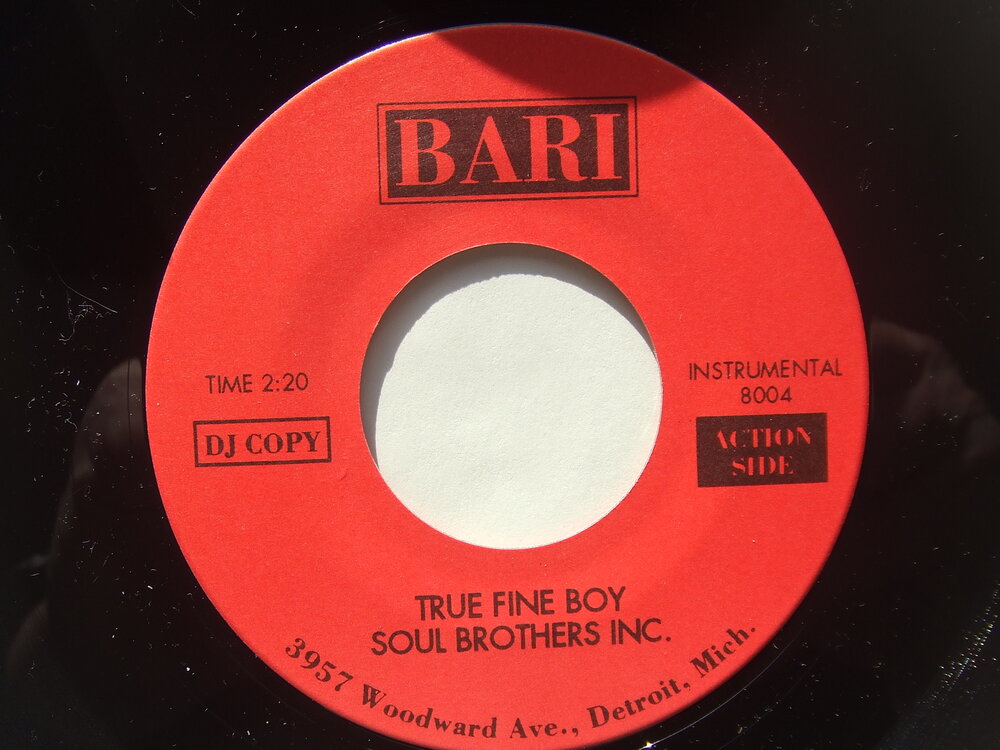 BARI
TIME 2:20
DJ COPY
INSTRUMENTAL
8004
ACTION
SIDE
TRUE FINE BOY
SOUL BROTHERS INC.
3957 Woodward Ave., Detroit, Mich.